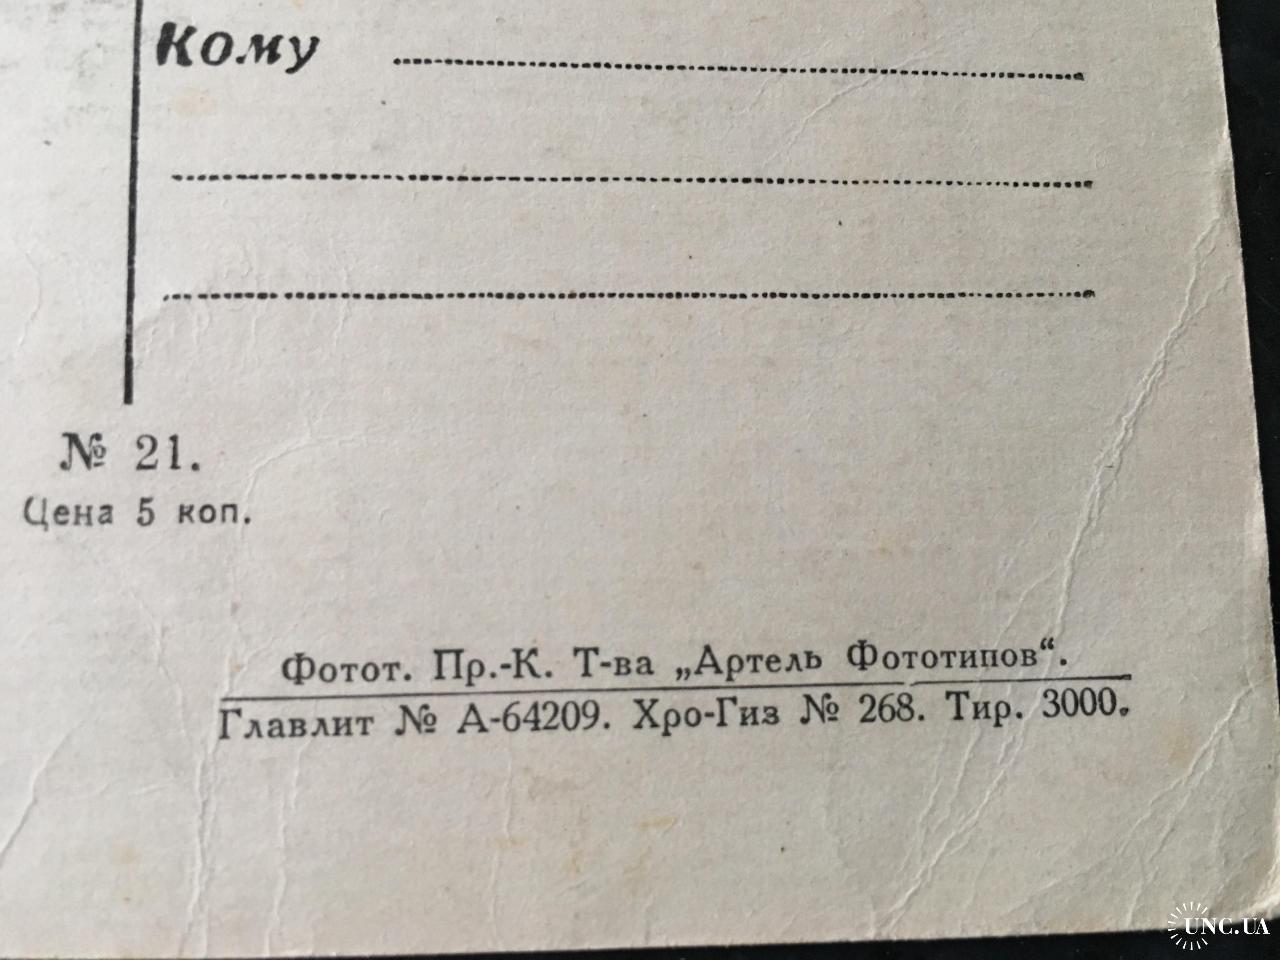 Кому
№ 21.
Цена 5 коп.
Фотот. Пр.-К. Т-ва „Артель Фототипов“.
Главлит № А-64209. Хро-Гиз № 268. Тир. 3000.
UNC.UA